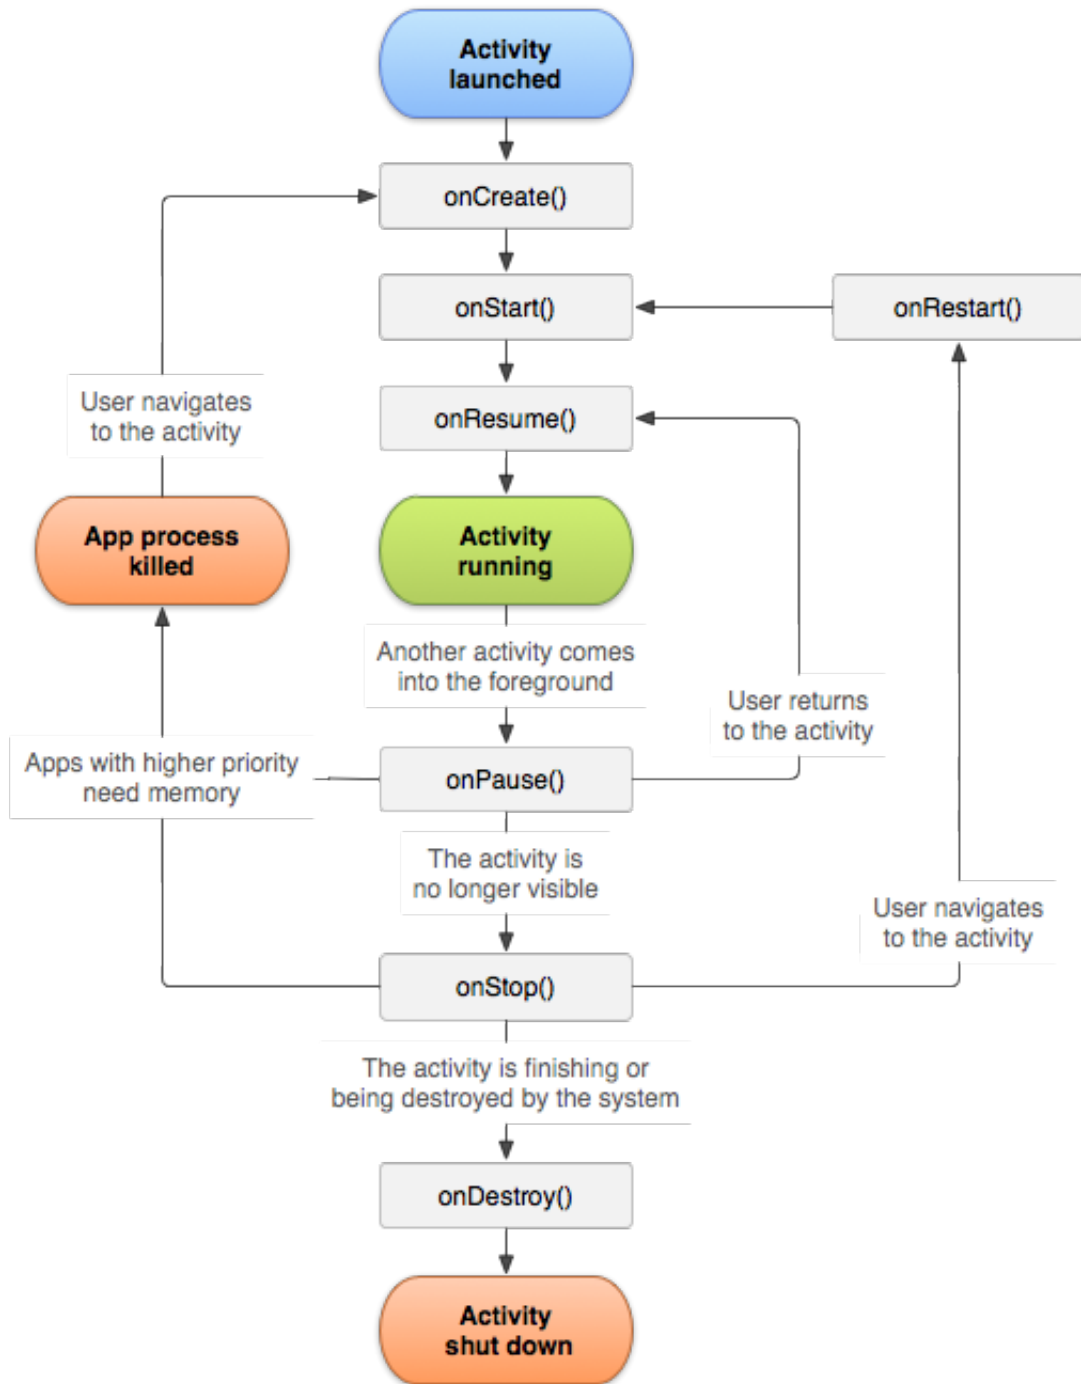 Activity
launched
onCreate()
onStart()
onRestart()
onResume()
User navigates
to the activity
App process
killed
Activity
running
Another activity comes
into the foreground
User returns
to the activity
Apps with higher priority
need memory
onPause()
The activity is
no longer visible
User navigates
to the activity
onStop()
The activity is finishing or
being destroyed by the system
onDestroy()
Activity
shut down